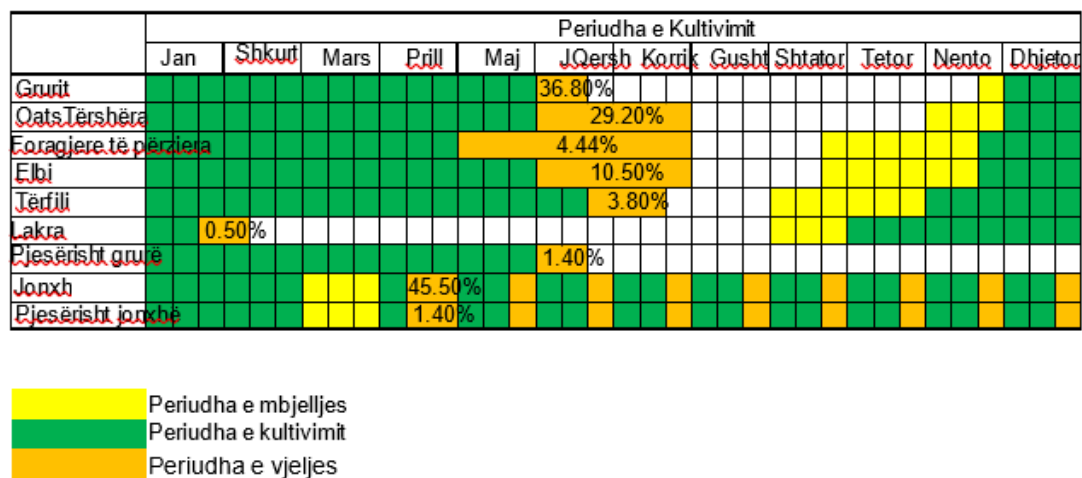 Periudha e Kultivimit
Jan Shkurt Mars Prill Maj JQersh Korrik Gusht Shtator Tetor Nento Dhjetor
Grurit 36.80%
OatsTërshëra 29.20%
Foragjere të përziera 4.44%
Elbi 10.50%
Tërfili 3.80%
Lakra 0.50%
Pjesërisht grurë 1.40%
Jonxh 45.50%
Pjesërisht jonxhë 1.40%
Periudha e mbjelljes
Periudha e kultivimit
Periudha e vjeljes